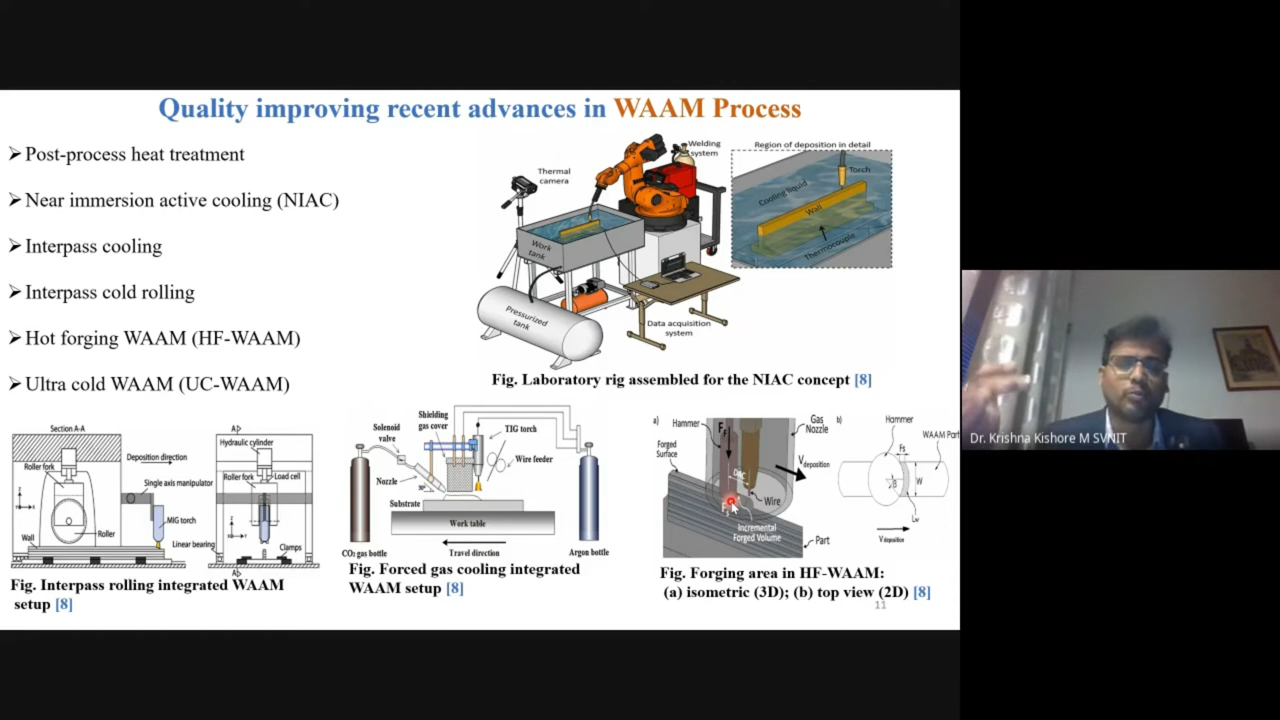 Quality improving recent advances in WAAM Process
➢Post-process heat treatment
➢Near immersion active cooling (NIAC)
➢Interpass cooling
➢Interpass cold rolling
➢Hot forging WAAM (HF-WAAM)
➢Ultra cold WAAM (UC-WAAM)
Thermal
camera
Welding
system
Work
tank
Pressurized
tank
Data acquisition
system
Region of deposition in detail
Torch
Cooling liquid
Wall
Thermocouple
Fig. Laboratory rig assembled for the NIAC concept [8]
Section A-A
Roller fork
Deposition direction
Single axis manipulator
MIG torch
Roller
Wall
A
Hydraulic cylinder
Roller fork
Load cell
Linear bearing
Clamps
A
Fig. Interpass rolling integrated WAAM
setup [8]
Solenoid
valve
Shielding
gas cover
TIG torch
Wire feeder
Nozzle
30°
Substrate
Work table
CO₂ gas bottle
Travel direction
Argon bottle
Fig. Forced gas cooling integrated
WAAM setup [8]
a)
Hammer
Gas
Nozzle
Forged
Surface
Vdeposition
Wire
Incremental
Forged Volume
Part
b)
Hammer
WAAM Part
Fs
β
W
Vdeposition
Fig. Forging area in HF-WAAM:
(a) isometric (3D); (b) top view (2D) [8]
11
Dr. Krishna Kishore M SVNIT